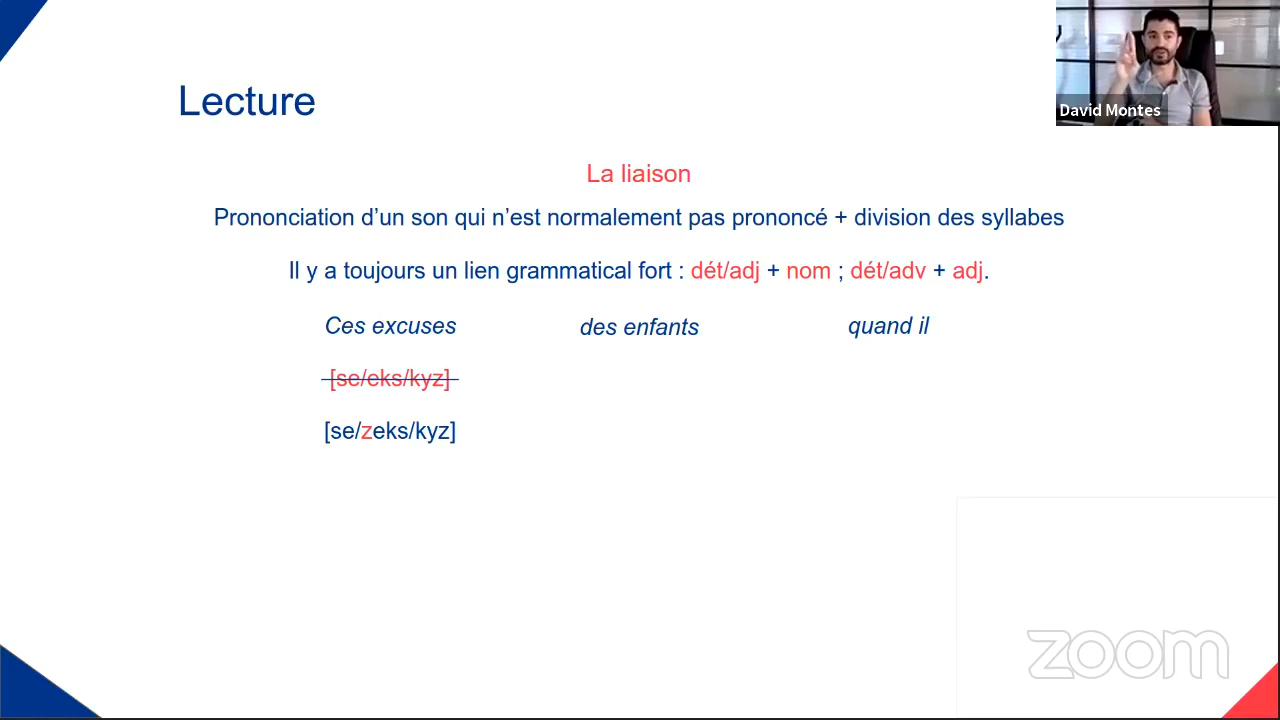 Lecture
David Montes
La liaison
Prononciation d’un son qui n’est normalement pas prononcé + division des syllabes
Il y a toujours un lien grammatical fort : dét/adj + nom ; dét/adv + adj.
Ces excuses des enfants quand il
[se/eks/kyz]
[se/zeks/kyz]
zoom